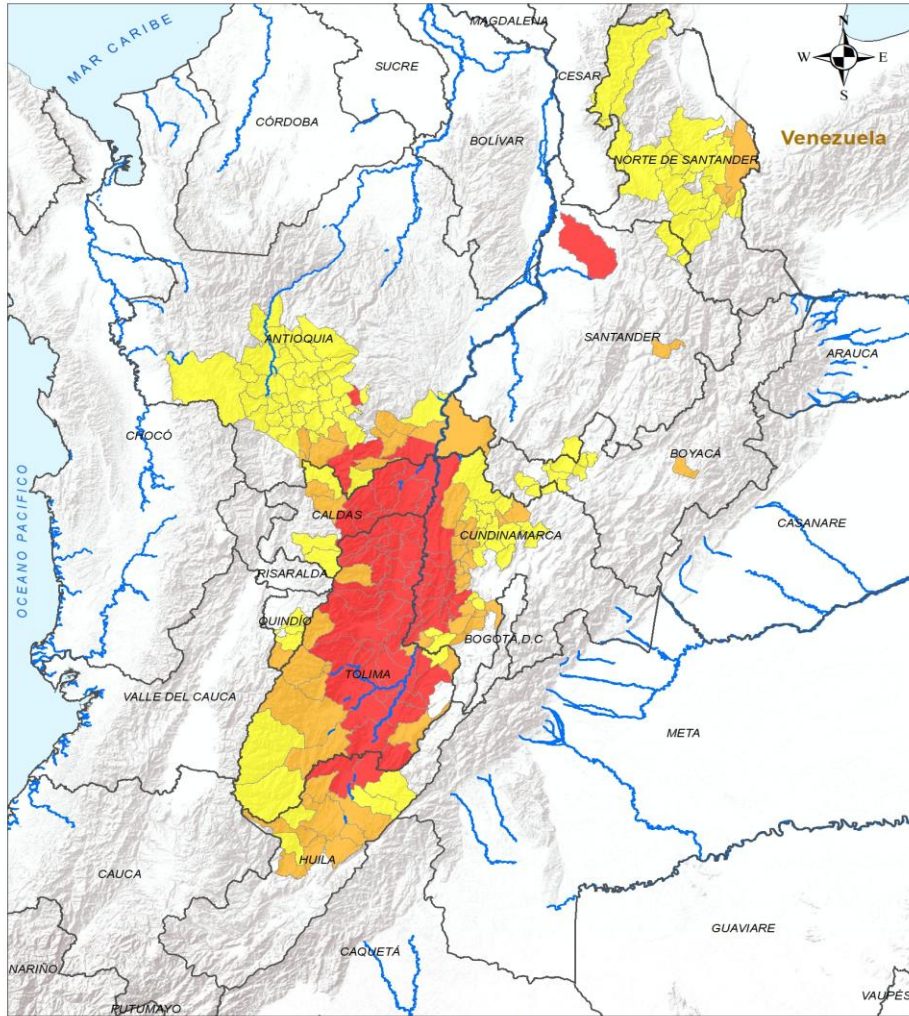 MAGDALENA
N
MAR CARIBE
SUCRE
CESAR
W
E
S
CÓRDOBA
BOLÍVAR
Venezuela
NORTE DE SANTANDER
SANTANDER
ANTIOQUIA
ARAUCA
CHOCÓ
BOYACÁ
CALDAS
CASANARE
CUNDINAMARCA
OCEANO PACIFICO
RISARALDA
QUINDÍO
BOGOTÁ D.C
TOLIMA
VALLE DEL CAUCA
META
HUILA
CAUCA
GUAVIARE
CAQUETÁ
NARIÑO
VAUPÉS
PUTUMAYO